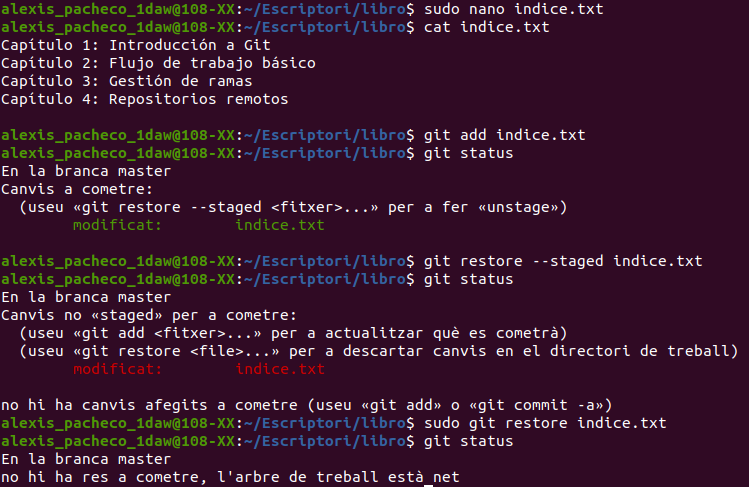 alexis_pacheco_1daw@108-XX:~/Escriptori/libro$ sudo nano indice.txt
alexis_pacheco_1daw@108-XX:~/Escriptori/libro$ cat indice.txt
Capítulo 1: Introducción a Git
Capítulo 2: Flujo de trabajo básico
Capítulo 3: Gestión de ramas
Capítulo 4: Repositorios remotos
alexis_pacheco_1daw@108-XX:~/Escriptori/libro$ git add indice.txt
alexis_pacheco_1daw@108-XX:~/Escriptori/libro$ git status
En la branca master
Canvis a cometre:
  (useu «git restore --staged <fitxer>...» per a fer «unstage»)
        modificat:        indice.txt
alexis_pacheco_1daw@108-XX:~/Escriptori/libro$ git restore --staged indice.txt
alexis_pacheco_1daw@108-XX:~/Escriptori/libro$ git status
En la branca master
Canvis no «staged» per a cometre:
  (useu «git add <fitxer>...» per a actualitzar què es cometrà)
  (useu «git restore <file>...» per a descartar canvis en el directori de treball)
        modificat:        indice.txt
no hi ha canvis afegits a cometre (useu «git add» o «git commit -a»)
alexis_pacheco_1daw@108-XX:~/Escriptori/libro$ sudo git restore indice.txt
alexis_pacheco_1daw@108-XX:~/Escriptori/libro$ git status
En la branca master
no hi ha res a cometre, l'arbre de treball està net